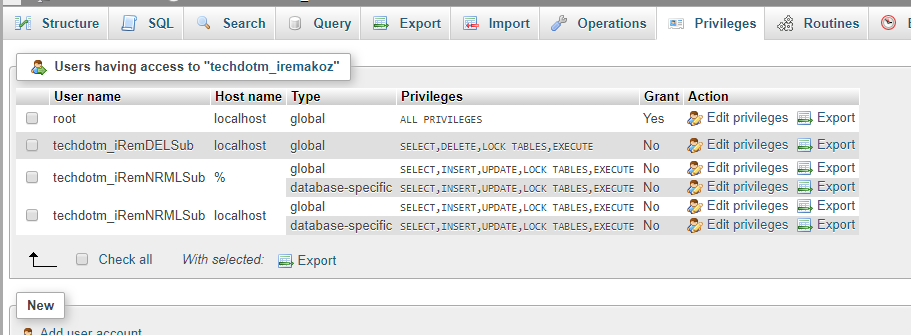 Structure SQL Search Query Export Import Operations Privileges Routines
Users having access to "techdotm_iremakoz"
User name Host name Type Privileges Grant Action
root localhost global ALL PRIVILEGES Yes Edit privileges Export
techdotm_iRemDELSub localhost global SELECT,DELETE,LOCK TABLES,EXECUTE No Edit privileges Export
techdotm_iRemNRMLSub % global SELECT,INSERT,UPDATE,LOCK TABLES,EXECUTE No Edit privileges Export
database-specific SELECT,INSERT,UPDATE,LOCK TABLES,EXECUTE No Edit privileges Export
techdotm_iRemNRMLSub localhost global SELECT,INSERT,UPDATE,LOCK TABLES,EXECUTE No Edit privileges Export
database-specific SELECT,INSERT,UPDATE,LOCK TABLES,EXECUTE No Edit privileges Export
Check all With selected: Export
New
Add user account